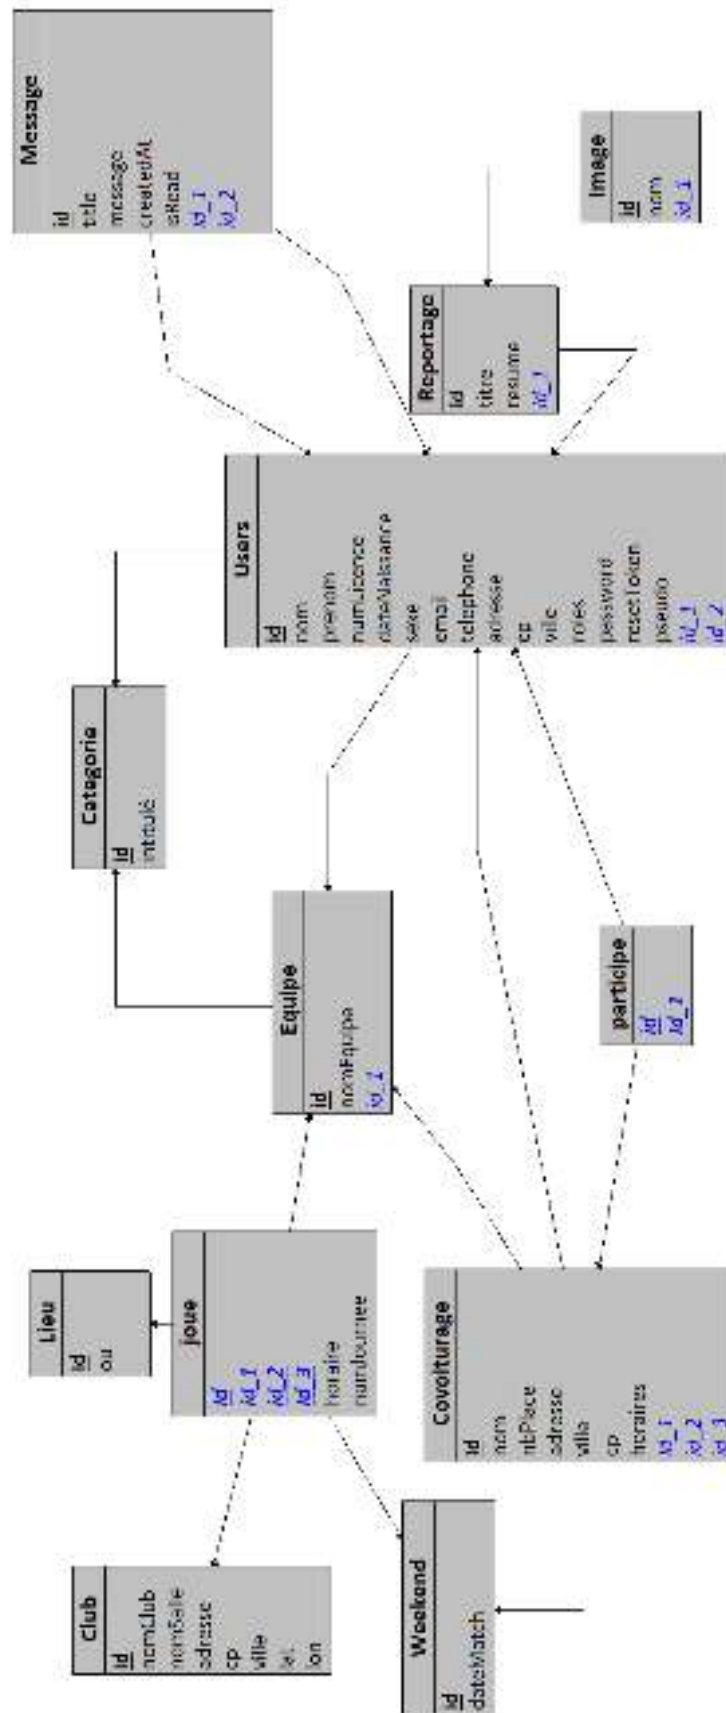 Message
id
title
message
createdAt
isRead
id_1
id_2
Image
id
nom
id_1
Reportage
id
titre
resume
id_1
Users
id
nom
prenom
numLicence
dateNaissance
sexe
email
telephone
adresse
cp
ville
roles
password
resetToken
pseudo
id_1
id_2
Categorie
id
intitulé
Equipe
id
nomEquipe
id_1
participe
id
id_1
Lieu
id
ou
joue
id
id_1
id_2
id_3
horaire
numJournee
Covoiturage
id
nom
nbPlace
adresse
ville
cp
horaires
id_1
id_2
id_3
Club
id
nomClub
nomSalle
adresse
cp
ville
lat
lon
Weekend
id
dateMatch